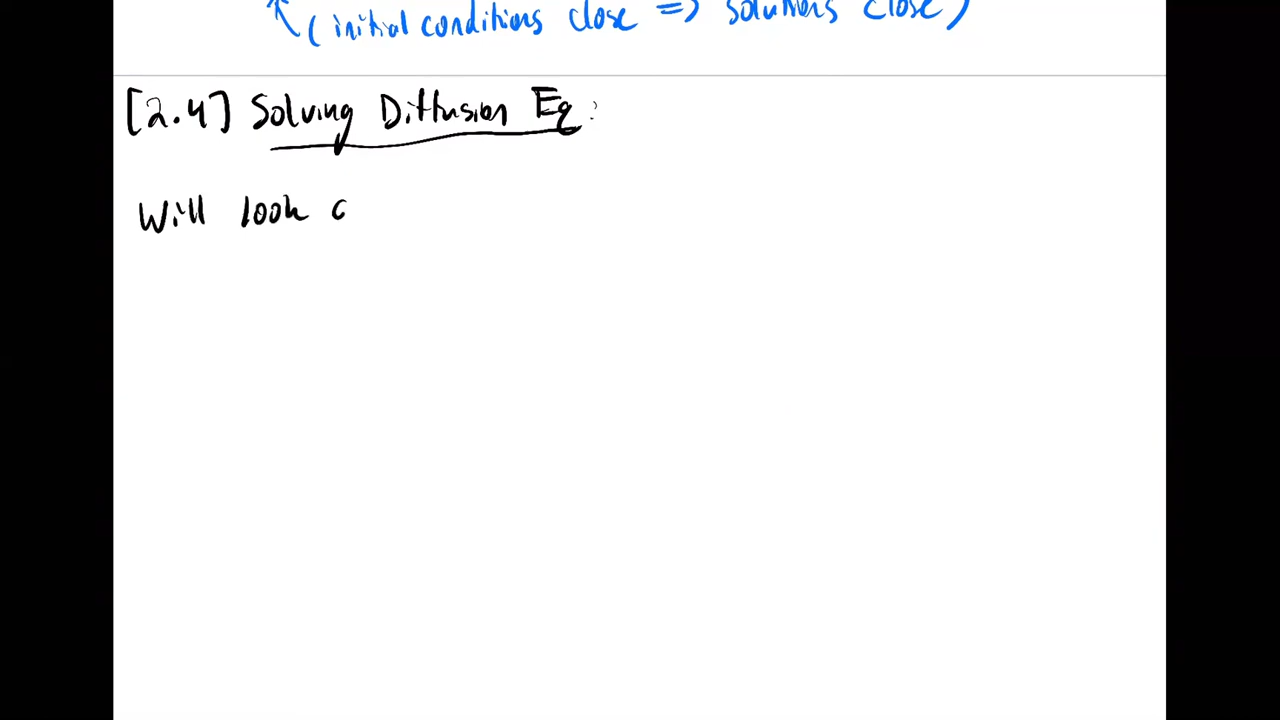 (initial conditions close => solutions close)
[2.4] Solving Diffusion Eq:
Will look